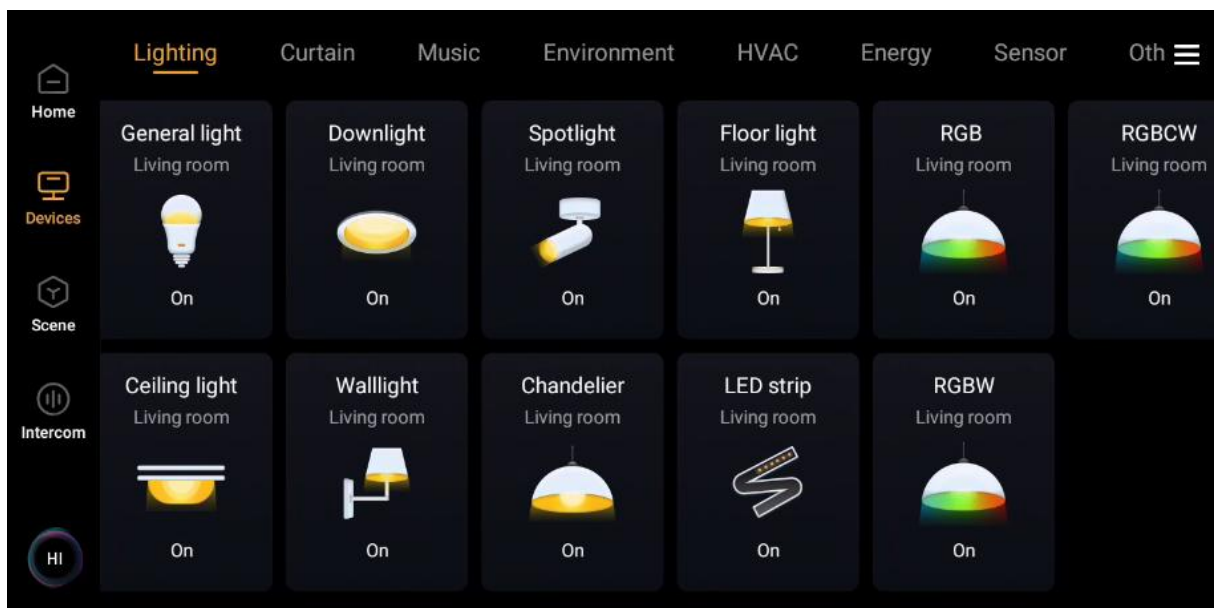 Lighting
Curtain
Music
Environment
HVAC
Energy
Sensor
Oth
Home
Devices
Scene
Intercom
HI
General light
Living room
On
Downlight
Living room
On
Spotlight
Living room
On
Floor light
Living room
On
RGB
Living room
On
RGBCW
Living room
On
Ceiling light
Living room
On
Walllight
Living room
On
Chandelier
Living room
On
LED strip
Living room
On
RGBW
Living room
On